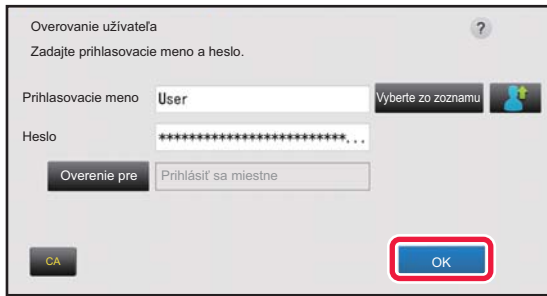 Overovanie užívateľa
?
Zadajte prihlasovacie meno a heslo.
Prihlasovacie meno User Vyberte zo zoznamu
Heslo **************************...
Overenie pre Prihlásiť sa miestne
CA OK